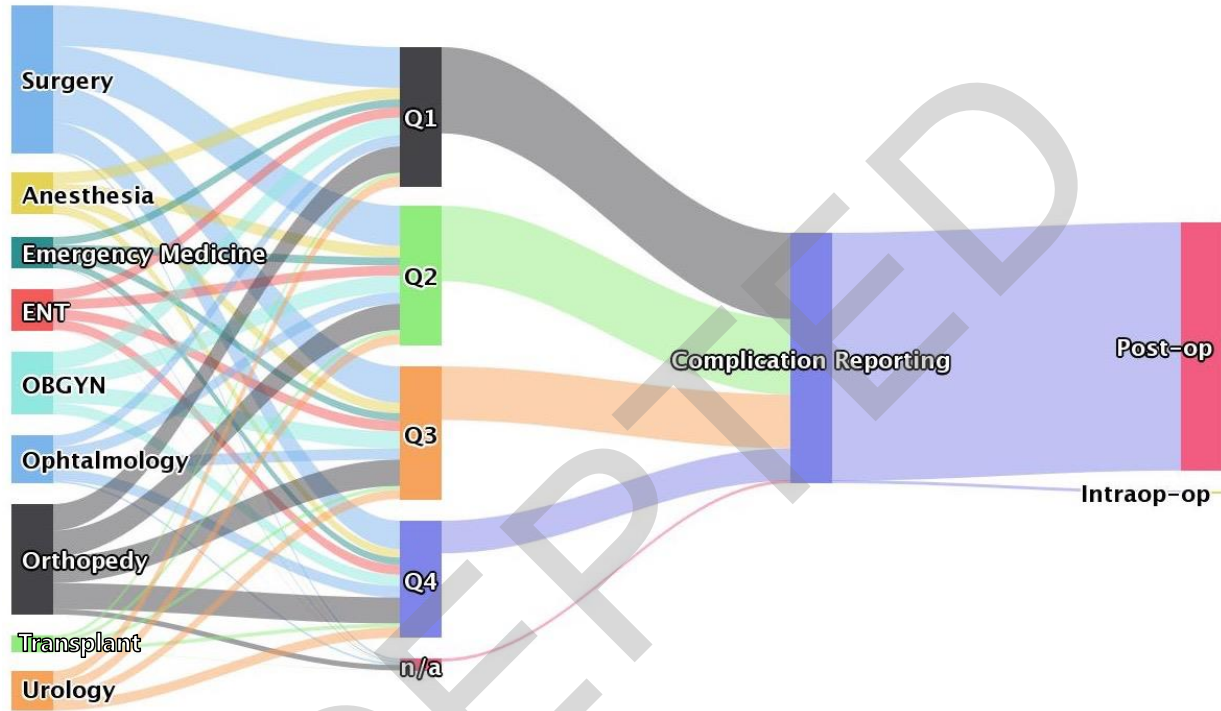 Surgery
Anesthesia
Emergency Medicine
ENT
OBGYN
Ophtalmology
Orthopedy
Transplant
Urology
Q1
Q2
Q3
Q4
n/a
Complication Reporting
Post-op
Intraop-op
EPTED